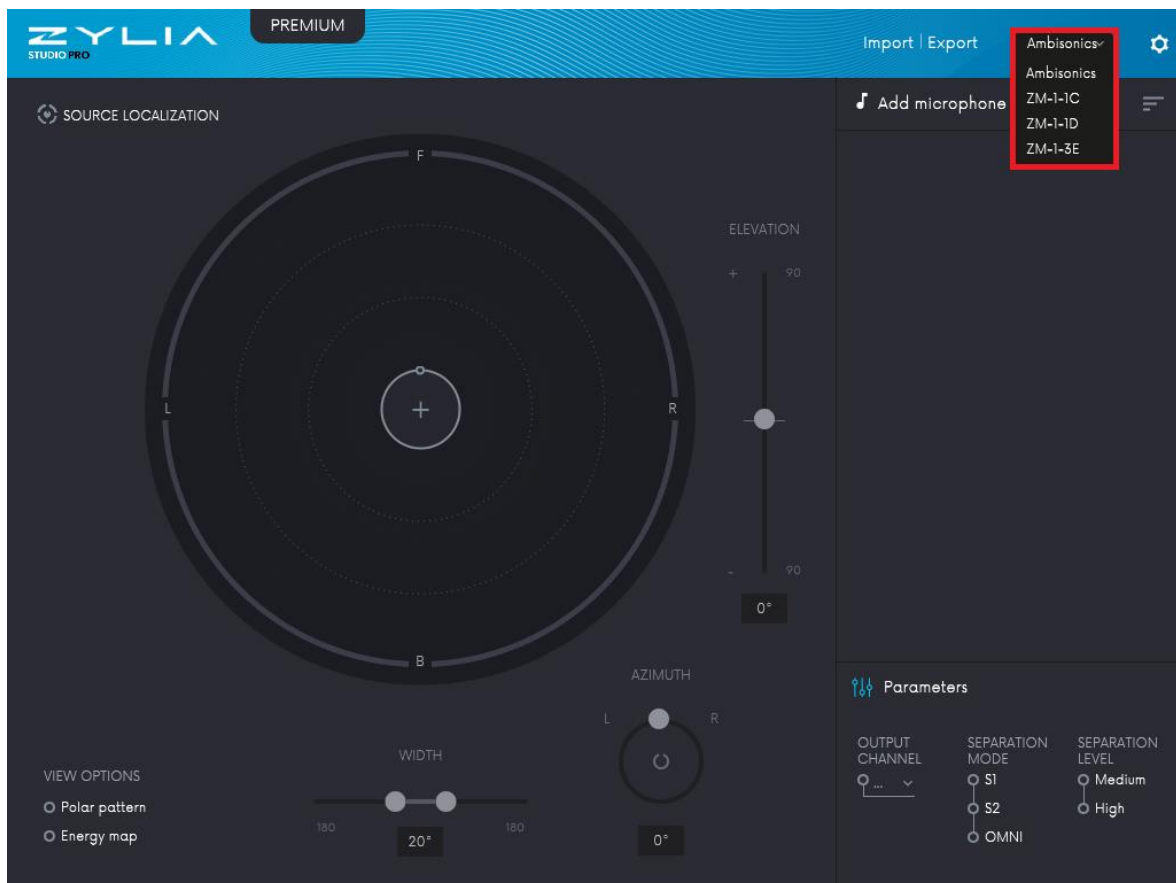 ZYLIA
STUDIO PRO
PREMIUM
Import | Export
Ambisonics
Ambisonics
ZM-1-1C
ZM-1-1D
ZM-1-3E
SOURCE LOCALIZATION
Add microphone
F
L
R
B
ELEVATION
+ 90
- 90
0°
AZIMUTH
L R
0°
WIDTH
180 180
20°
VIEW OPTIONS
Polar pattern
Energy map
Parameters
OUTPUT
CHANNEL
...
SEPARATION
MODE
S1
S2
OMNI
SEPARATION
LEVEL
Medium
High